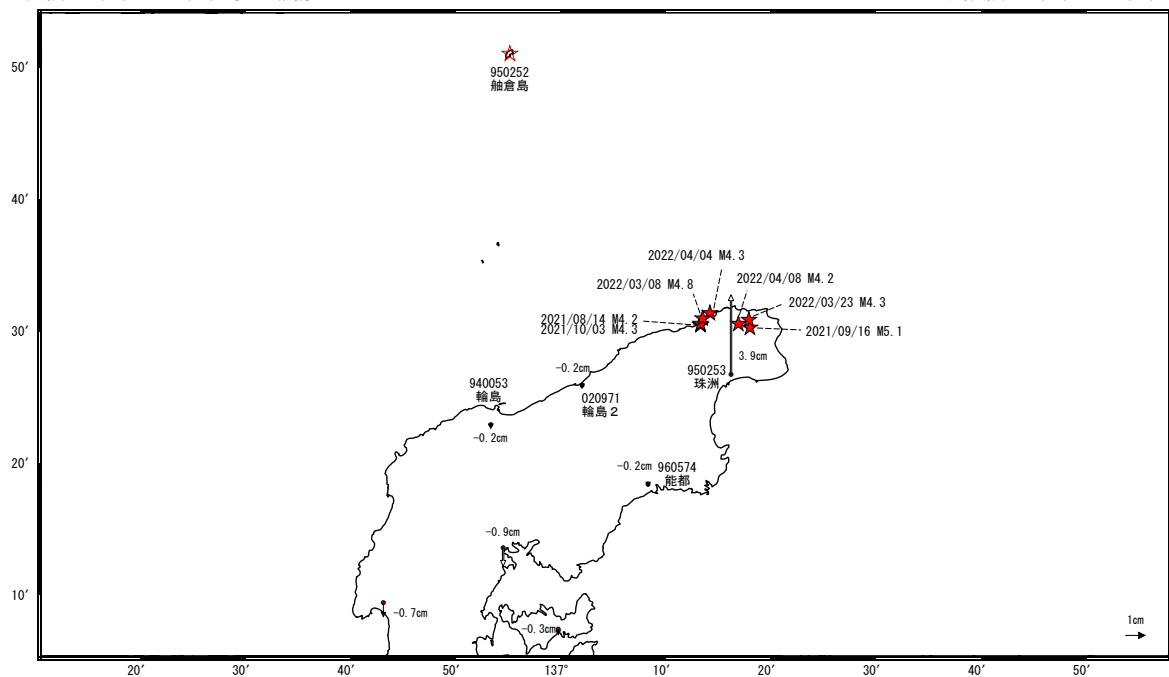 50′
950252
舳倉島
40′
2022/04/04 M4.3
2022/03/08 M4.8
2022/04/08 M4.2
2022/03/23 M4.3
2021/08/14 M4.2
2021/10/03 M4.3
2021/09/16 M5.1
30′
3.9cm
-0.2cm
950253
珠洲
940053
輪島
020971
輪島２
-0.2cm
20′
-0.2cm
960574
能都
-0.9cm
10′
-0.7cm
-0.3cm
1cm
20′ 30′ 40′ 50′ 137° 10′ 20′ 30′ 40′ 50′